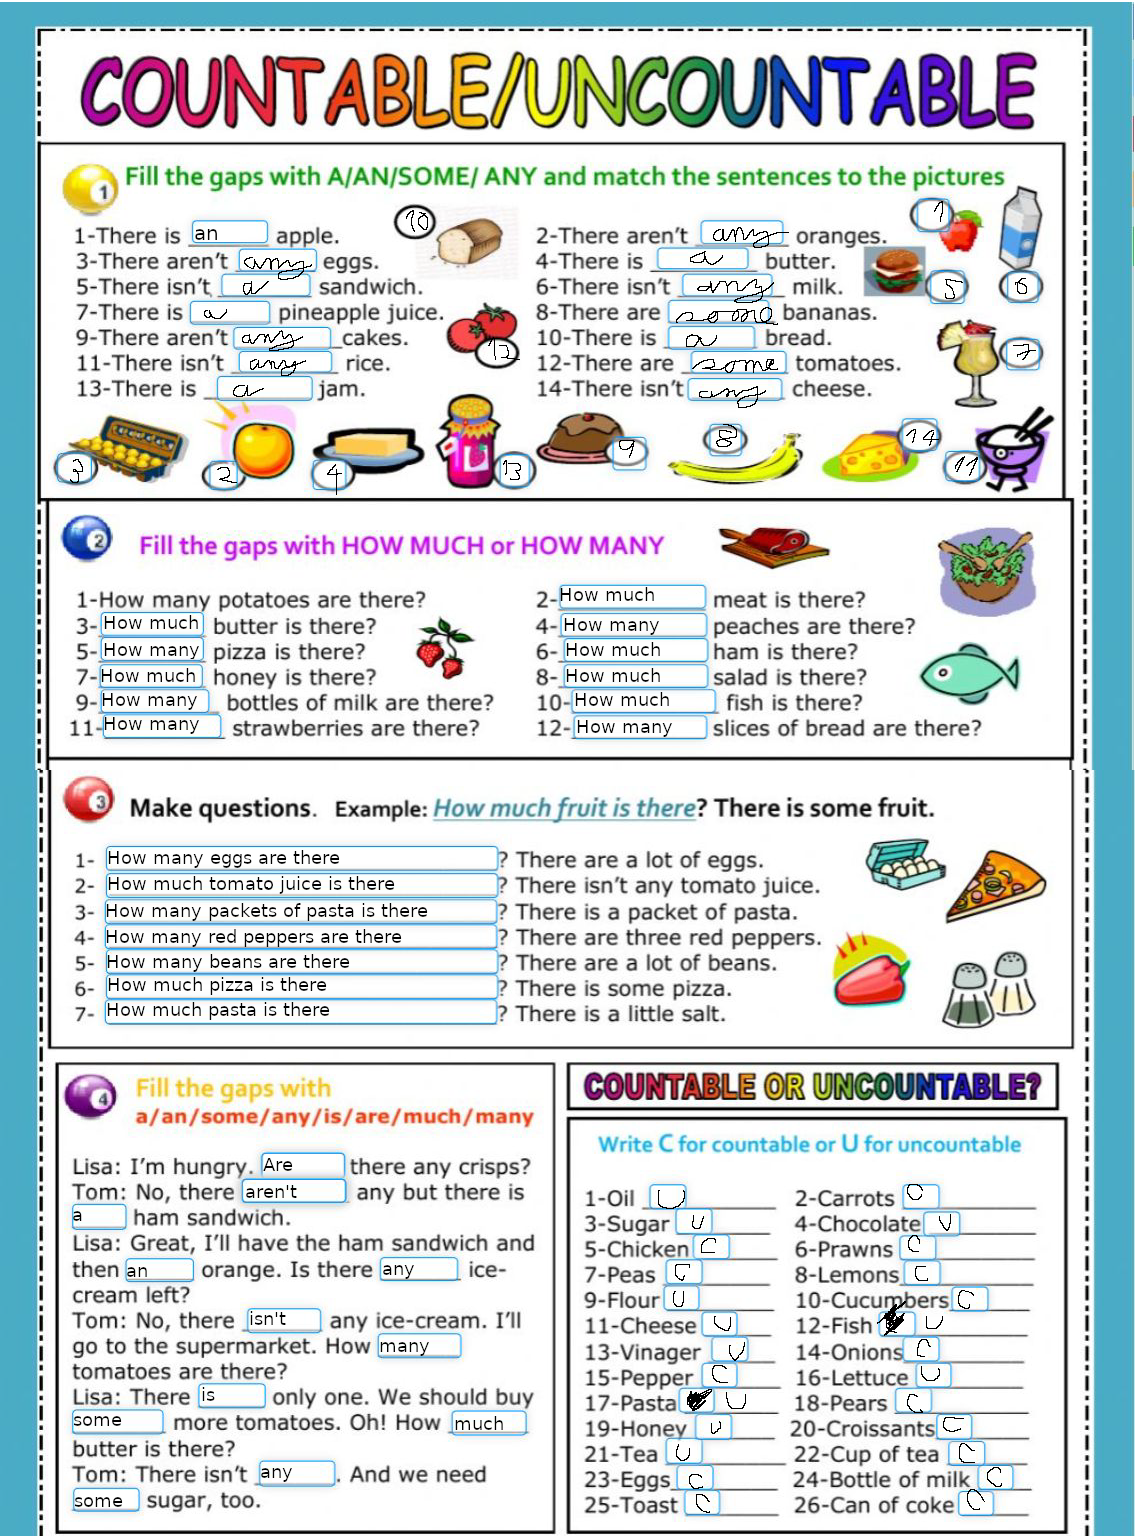 COUNTABLE/UNCOUNTABLE
1 Fill the gaps with A/AN/SOME/ ANY and match the sentences to the pictures
1-There is an apple.
2-There aren't any oranges.
3-There aren't any eggs.
4-There is a butter.
5-There isn't a sandwich.
6-There isn't any milk.
7-There is a pineapple juice.
8-There are some bananas.
9-There aren't any cakes.
10-There is a bread.
11-There isn't any rice.
12-There are some tomatoes.
13-There is a jam.
14-There isn't any cheese.
10
1
5
6
12
7
3
2
4
13
9
8
14
11
2 Fill the gaps with HOW MUCH or HOW MANY
1-How many potatoes are there?
2-How much meat is there?
3-How much butter is there?
4-How many peaches are there?
5-How many pizza is there?
6-How much ham is there?
7-How much honey is there?
8-How much salad is there?
9-How many bottles of milk are there?
10-How much fish is there?
11-How many strawberries are there?
12-How many slices of bread are there?
3 Make questions. Example: How much fruit is there? There is some fruit.
1- How many eggs are there ? There are a lot of eggs.
2- How much tomato juice is there ? There isn't any tomato juice.
3- How many packets of pasta is there ? There is a packet of pasta.
4- How many red peppers are there ? There are three red peppers.
5- How many beans are there ? There are a lot of beans.
6- How much pizza is there ? There is some pizza.
7- How much pasta is there ? There is a little salt.
4 Fill the gaps with
a/an/some/any/is/are/much/many
Lisa: I'm hungry. Are there any crisps?
Tom: No, there aren't any but there is
a ham sandwich.
Lisa: Great, I'll have the ham sandwich and
then an orange. Is there any ice-
cream left?
Tom: No, there isn't any ice-cream. I'll
go to the supermarket. How many
tomatoes are there?
Lisa: There is only one. We should buy
some more tomatoes. Oh! How much
butter is there?
Tom: There isn't any . And we need
some sugar, too.
COUNTABLE OR UNCOUNTABLE?
Write C for countable or U for uncountable
1-Oil U
2-Carrots C
3-Sugar U
4-Chocolate U
5-Chicken C
6-Prawns C
7-Peas C
8-Lemons C
9-Flour U
10-Cucumbers C
11-Cheese U
12-Fish U
13-Vinager U
14-Onions C
15-Pepper C
16-Lettuce U
17-Pasta U
18-Pears C
19-Honey U
20-Croissants C
21-Tea U
22-Cup of tea C
23-Eggs C
24-Bottle of milk C
25-Toast C
26-Can of coke C